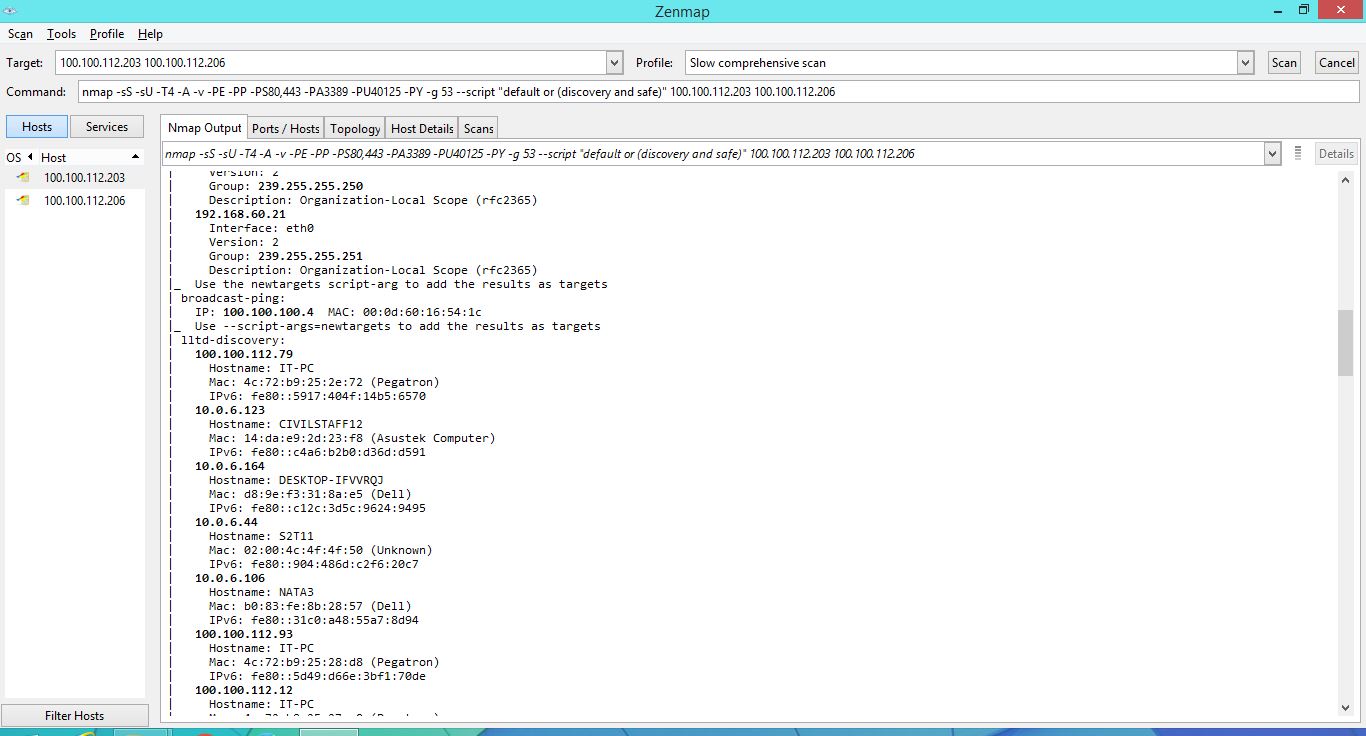 Zenmap
Scan Tools Profile Help
Target: 100.100.112.203 100.100.112.206 Profile: Slow comprehensive scan Scan Cancel
Command: nmap -sS -sU -T4 -A -v -PE -PP -PS80,443 -PA3389 -PU40125 -PY -g 53 --script "default or (discovery and safe)" 100.100.112.203 100.100.112.206
Hosts Services Nmap Output Ports / Hosts Topology Host Details Scans
nmap -sS -sU -T4 -A -v -PE -PP -PS80,443 -PA3389 -PU40125 -PY -g 53 --script "default or (discovery and safe)" 100.100.112.203 100.100.112.206 Details
OS Host
100.100.112.203
100.100.112.206
| Version: 2
| Group: 239.255.255.250
| Description: Organization-Local Scope (rfc2365)
| 192.168.60.21
| Interface: eth0
| Version: 2
| Group: 239.255.255.251
| Description: Organization-Local Scope (rfc2365)
|_ Use the newtargets script-arg to add the results as targets
| broadcast-ping:
| IP: 100.100.100.4 MAC: 00:0d:60:16:54:1c
|_ Use --script-args=newtargets to add the results as targets
| lltd-discovery:
| 100.100.112.79
| Hostname: IT-PC
| Mac: 4c:72:b9:25:2e:72 (Pegatron)
| IPv6: fe80::5917:404f:14b5:6570
| 10.0.6.123
| Hostname: CIVILSTAFF12
| Mac: 14:da:e9:2d:23:f8 (Asustek Computer)
| IPv6: fe80::c4a6:b2b0:d36d:d591
| 10.0.6.164
| Hostname: DESKTOP-IFVVRQJ
| Mac: d8:9e:f3:31:8a:e5 (Dell)
| IPv6: fe80::c12c:3d5c:9624:9495
| 10.0.6.44
| Hostname: S2T11
| Mac: 02:00:4c:4f:4f:50 (Unknown)
| IPv6: fe80::904:486d:c2f6:20c7
| 10.0.6.106
| Hostname: NATA3
| Mac: b0:83:fe:8b:28:57 (Dell)
| IPv6: fe80::31c0:a48:55a7:8d94
| 100.100.112.93
| Hostname: IT-PC
| Mac: 4c:72:b9:25:28:d8 (Pegatron)
| IPv6: fe80::5d49:d66e:3bf1:70de
| 100.100.112.12
| Hostname: IT-PC
Filter Hosts